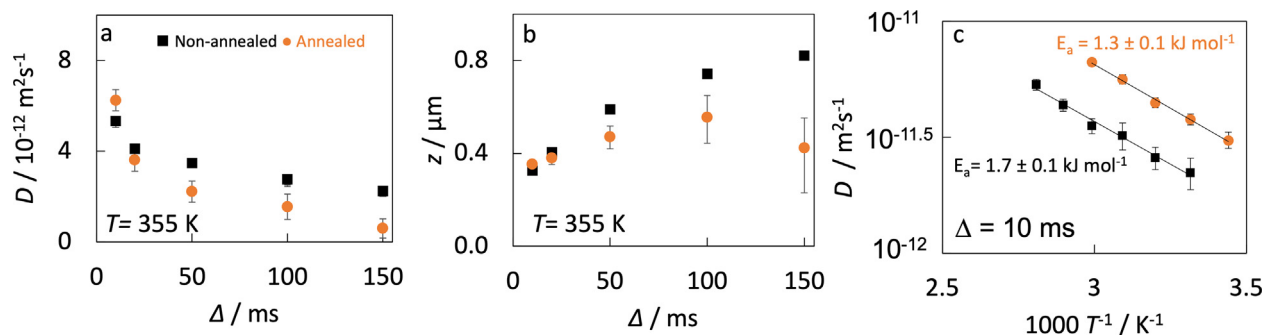 a
Non-annealed Annealed
8
4
0
D / 10-12 m2s-1
T= 355 K
0 50 100 150
Δ / ms
b
0.8
0.4
0.0
z / μm
T= 355 K
0 50 100 150
Δ / ms
c
10-11
10-11.5
10-12
D / m2s-1
Ea = 1.3 ± 0.1 kJ mol-1
Ea= 1.7 ± 0.1 kJ mol-1
Δ = 10 ms
2.5 3 3.5
1000 T-1 / K-1